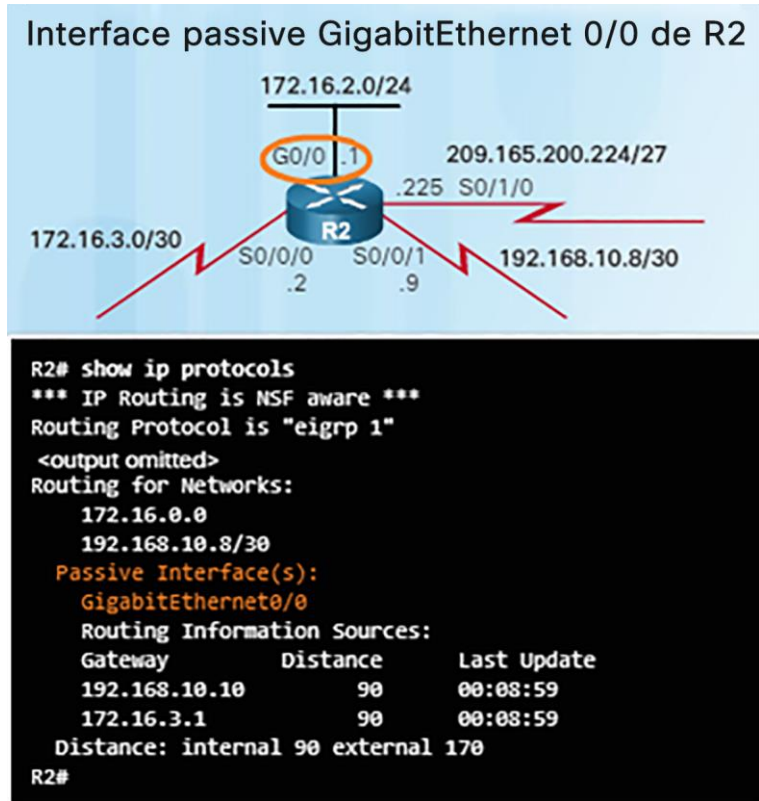 Interface passive GigabitEthernet 0/0 de R2
172.16.2.0/24
G0/0 .1
209.165.200.224/27
.225 S0/1/0
R2
172.16.3.0/30
S0/0/0 S0/0/1
192.168.10.8/30
.2 .9
R2# show ip protocols
*** IP Routing is NSF aware ***
Routing Protocol is "eigrp 1"
<output omitted>
Routing for Networks:
172.16.0.0
192.168.10.8/30
Passive Interface(s):
GigabitEthernet0/0
Routing Information Sources:
Gateway Distance Last Update
192.168.10.10 90 00:08:59
172.16.3.1 90 00:08:59
Distance: internal 90 external 170
R2#